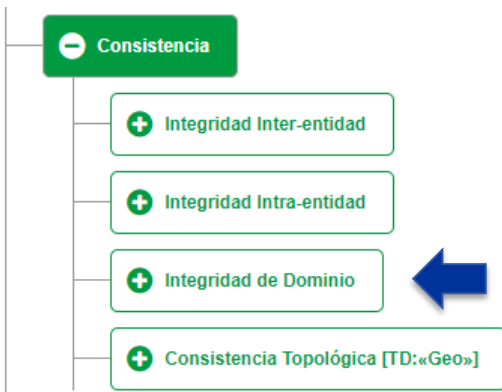 Consistencia
Integridad Inter-entidad
Integridad Intra-entidad
Integridad de Dominio
Consistencia Topológica [TD:«Geo»]